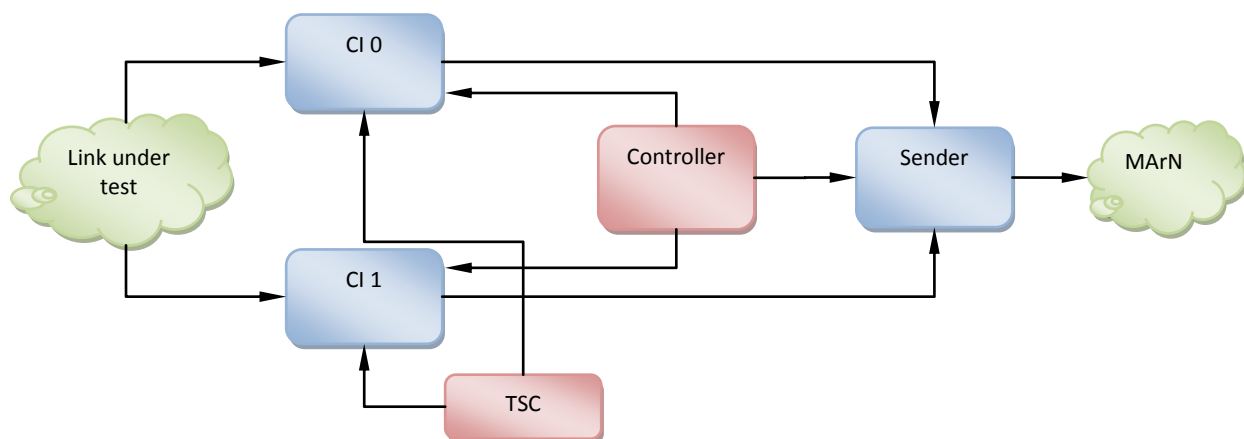 CI 0
Link under
test
Controller
Sender
MArN
CI 1
TSC